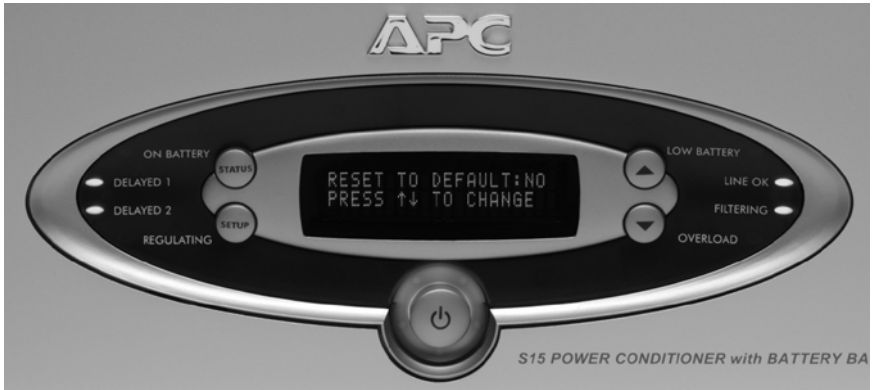 APC
ON BATTERY
DELAYED 1
DELAYED 2
REGULATING
STATUS
SETUP
RESET TO DEFAULT:NO
PRESS ↑↓ TO CHANGE
LOW BATTERY
LINE OK
FILTERING
OVERLOAD
S15 POWER CONDITIONER with BATTERY BA